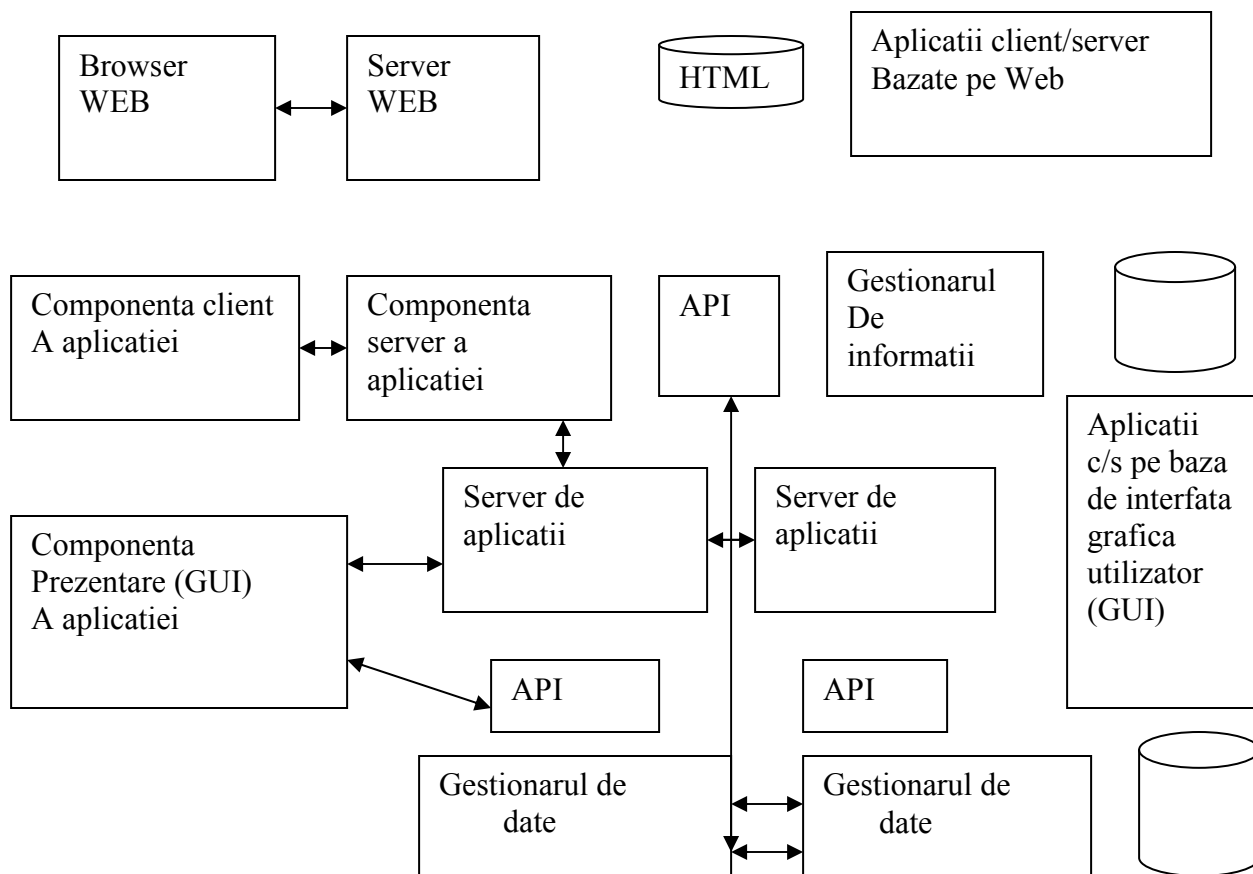 Browser
WEB
Server
WEB
HTML
Aplicatii client/server
Bazate pe Web
Componenta client
A aplicatiei
Componenta
server a
aplicatiei
API
Gestionarul
De
informatii
Aplicatii
c/s pe baza
de interfata
grafica
utilizator
(GUI)
Server de
aplicatii
Server de
aplicatii
Componenta
Prezentare (GUI)
A aplicatiei
API
API
Gestionarul de
date
Gestionarul de
date